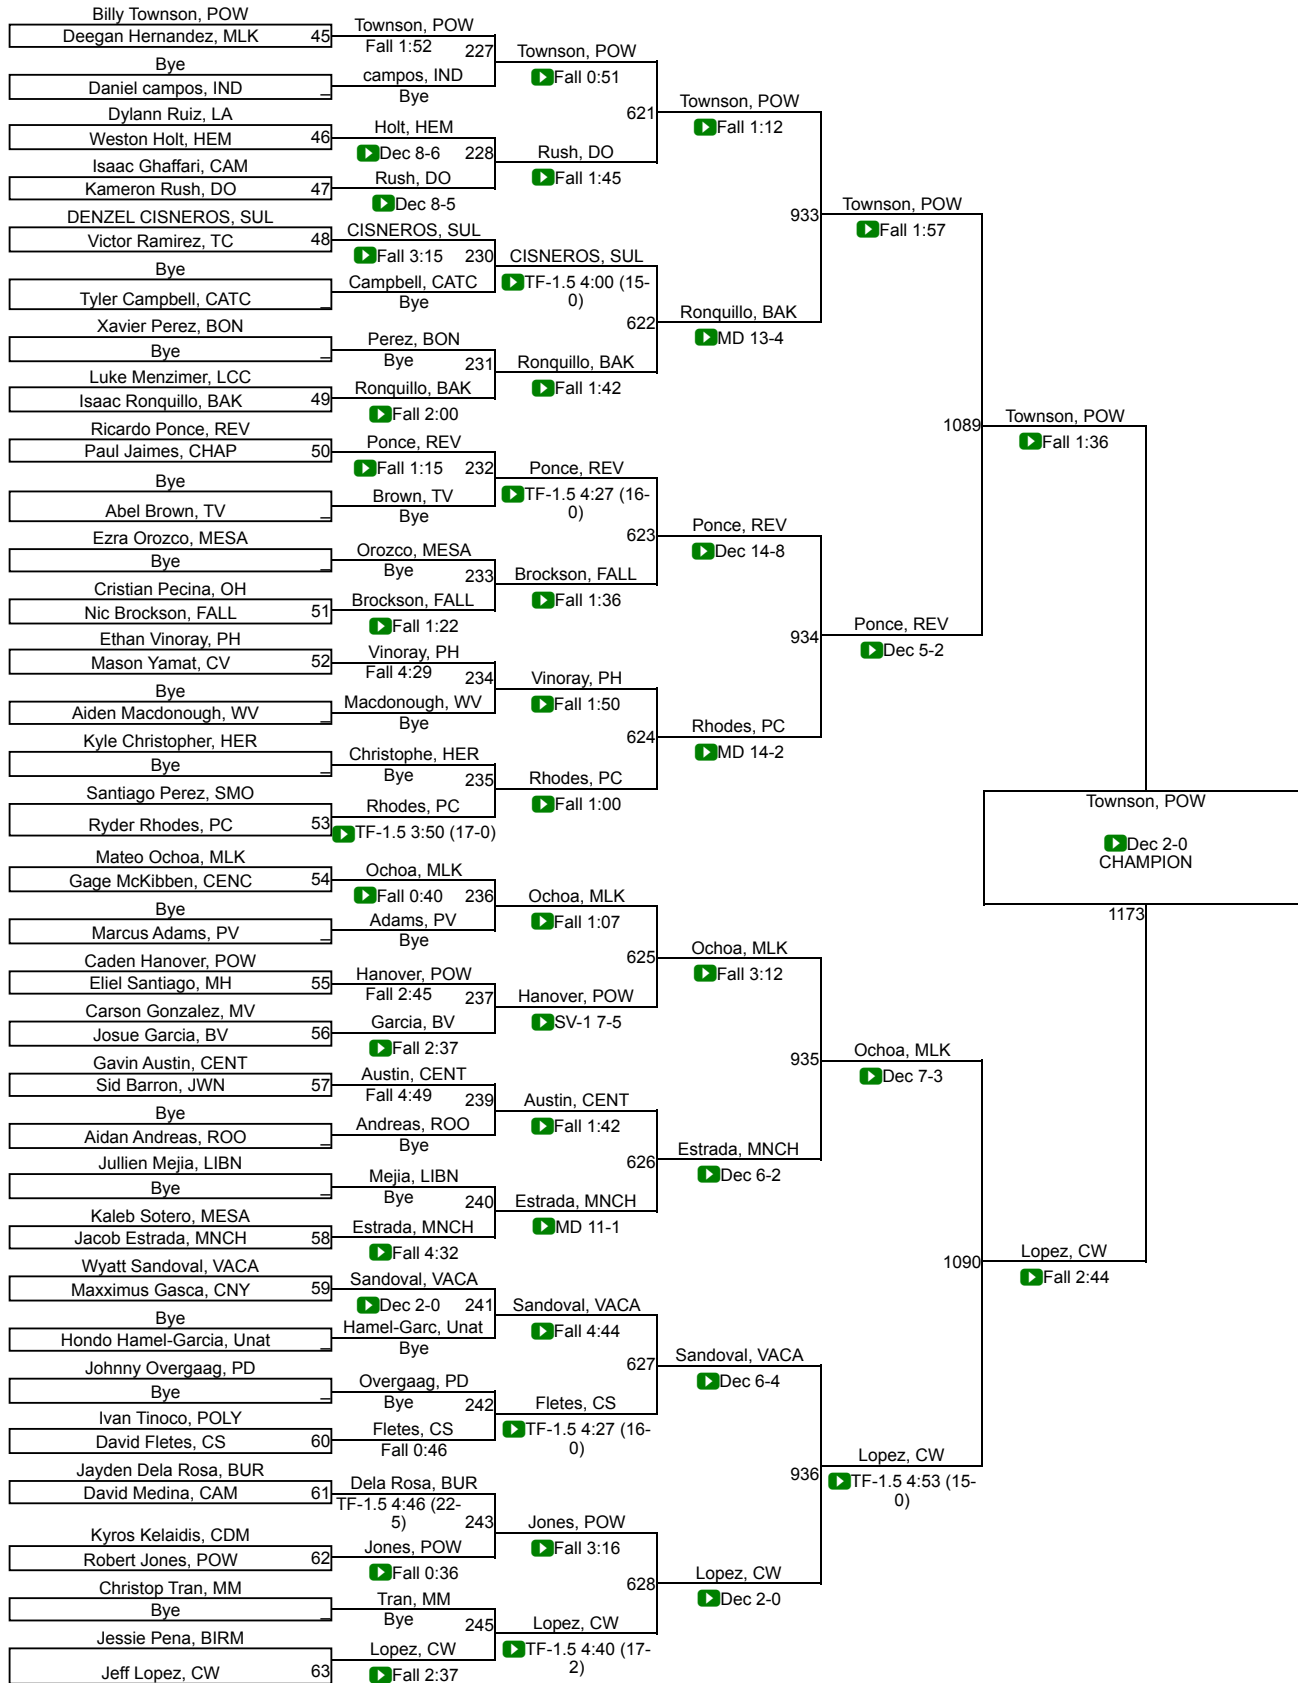 Billy Townson, POW
Deegan Hernandez, MLK 45
Bye
Daniel campos, IND _
Dylann Ruiz, LA
Weston Holt, HEM 46
Isaac Ghaffari, CAM
Kameron Rush, DO 47
DENZEL CISNEROS, SUL
Victor Ramirez, TC 48
Bye
Tyler Campbell, CATC _
Xavier Perez, BON
Bye _
Luke Menzimer, LCC
Isaac Ronquillo, BAK 49
Ricardo Ponce, REV
Paul Jaimes, CHAP 50
Bye
Abel Brown, TV _
Ezra Orozco, MESA
Bye _
Cristian Pecina, OH
Nic Brockson, FALL 51
Ethan Vinoray, PH
Mason Yamat, CV 52
Bye
Aiden Macdonough, WV _
Kyle Christopher, HER
Bye _
Santiago Perez, SMO
Ryder Rhodes, PC 53
Mateo Ochoa, MLK
Gage McKibben, CENC 54
Bye
Marcus Adams, PV _
Caden Hanover, POW
Eliel Santiago, MH 55
Carson Gonzalez, MV
Josue Garcia, BV 56
Gavin Austin, CENT
Sid Barron, JWN 57
Bye
Aidan Andreas, ROO _
Jullien Mejia, LIBN
Bye _
Kaleb Sotero, MESA
Jacob Estrada, MNCH 58
Wyatt Sandoval, VACA
Maxximus Gasca, CNY 59
Bye
Hondo Hamel-Garcia, Unat _
Johnny Overgaag, PD
Bye _
Ivan Tinoco, POLY
David Fletes, CS 60
Jayden Dela Rosa, BUR
David Medina, CAM 61
Kyros Kelaidis, CDM
Robert Jones, POW 62
Christop Tran, MM
Bye _
Jessie Pena, BIRM
Jeff Lopez, CW 63
Townson, POW
Fall 1:52 227
campos, IND
Bye
Holt, HEM
Dec 8-6 228
Rush, DO
Dec 8-5
CISNEROS, SUL
Fall 3:15 230
Campbell, CATC
Bye
Perez, BON
Bye 231
Ronquillo, BAK
Fall 2:00
Ponce, REV
Fall 1:15 232
Brown, TV
Bye
Orozco, MESA
Bye 233
Brockson, FALL
Fall 1:22
Vinoray, PH
Fall 4:29 234
Macdonough, WV
Bye
Christophe, HER
Bye 235
Rhodes, PC
TF-1.5 3:50 (17-0)
Ochoa, MLK
Fall 0:40 236
Adams, PV
Bye
Hanover, POW
Fall 2:45 237
Garcia, BV
Fall 2:37
Austin, CENT
Fall 4:49 239
Andreas, ROO
Bye
Mejia, LIBN
Bye 240
Estrada, MNCH
Fall 4:32
Sandoval, VACA
Dec 2-0 241
Hamel-Garc, Unat
Bye
Overgaag, PD
Bye 242
Fletes, CS
Fall 0:46
Dela Rosa, BUR
TF-1.5 4:46 (22-
5) 243
Jones, POW
Fall 0:36
Tran, MM
Bye 245
Lopez, CW
Fall 2:37
Townson, POW
Fall 0:51
621
Rush, DO
Fall 1:45
CISNEROS, SUL
TF-1.5 4:00 (15-
0)
622
Ronquillo, BAK
Fall 1:42
Ponce, REV
TF-1.5 4:27 (16-
0)
623
Brockson, FALL
Fall 1:36
Vinoray, PH
Fall 1:50
624
Rhodes, PC
Fall 1:00
Ochoa, MLK
Fall 1:07
625
Hanover, POW
SV-1 7-5
Austin, CENT
Fall 1:42
626
Estrada, MNCH
MD 11-1
Sandoval, VACA
Fall 4:44
627
Fletes, CS
TF-1.5 4:27 (16-
0)
Jones, POW
Fall 3:16
628
Lopez, CW
TF-1.5 4:40 (17-
2)
Townson, POW
Fall 1:12
933
Ronquillo, BAK
MD 13-4
Ponce, REV
Dec 14-8
934
Rhodes, PC
MD 14-2
Ochoa, MLK
Fall 3:12
935
Estrada, MNCH
Dec 6-2
Sandoval, VACA
Dec 6-4
936
Lopez, CW
Dec 2-0
Townson, POW
Fall 1:57
1089
Ponce, REV
Dec 5-2
Ochoa, MLK
Dec 7-3
1090
Lopez, CW
TF-1.5 4:53 (15-
0)
Townson, POW
Fall 1:36
Lopez, CW
Fall 2:44
Townson, POW
Dec 2-0
CHAMPION
1173